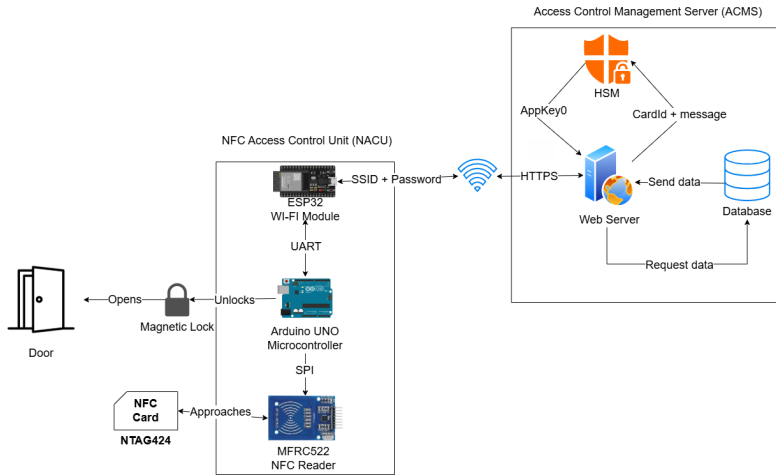 Access Control Management Server (ACMS)
HSM
AppKey0
CardId + message
NFC Access Control Unit (NACU)
SSID + Password
HTTPS
Send data
ESP32
WI-FI Module
Web Server
Database
UART
Request data
Opens
Unlocks
Magnetic Lock
Arduino UNO
Microcontroller
Door
SPI
NFC
Card
Approaches
NTAG424
MFRC522
NFC Reader